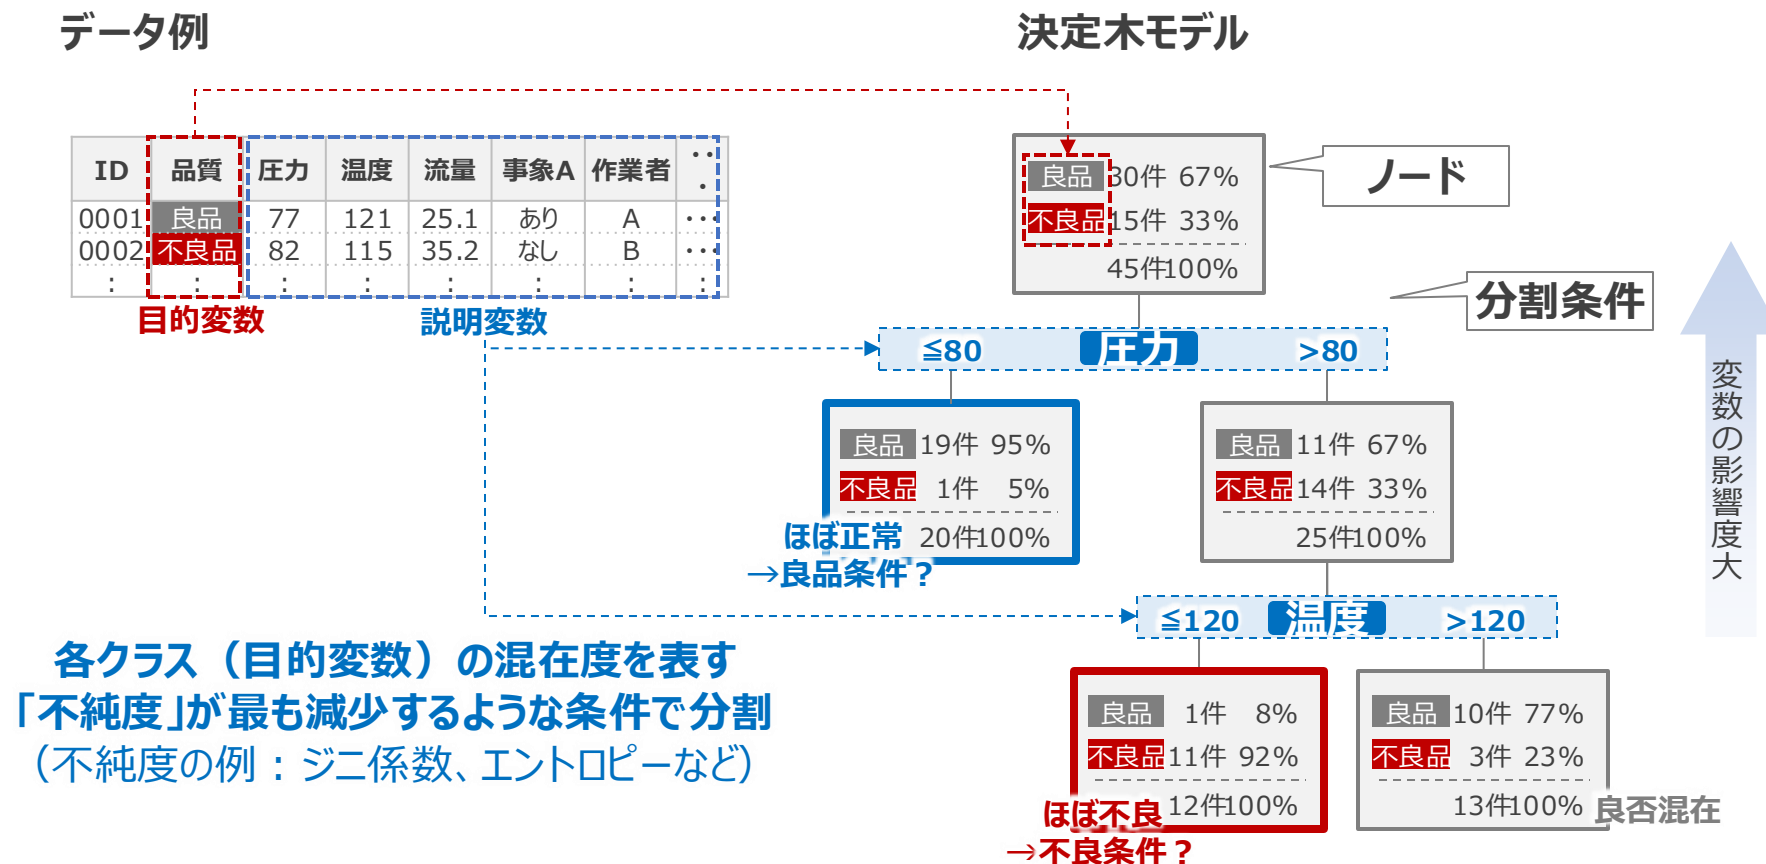 データ例
決定木モデル
ID 品質 圧力 温度 流量 事象A 作業者 ・・・
0001 良品 77 121 25.1 あり A ・・・
0002 不良品 82 115 35.2 なし B ・・・
: : : : : : : :
目的変数
説明変数
良品 30件 67%
不良品 15件 33%
45件100%
ノード
分割条件
≦80 圧力 >80
良品 19件 95%
不良品 1件 5%
20件100%
ほぼ正常
→良品条件？
良品 11件 67%
不良品 14件 33%
25件100%
≦120 温度 >120
良品 1件 8%
不良品 11件 92%
12件100%
ほぼ不良
→不良条件？
良品 10件 77%
不良品 3件 23%
13件100%
良否混在
変数の影響度大
各クラス（目的変数）の混在度を表す
「不純度」が最も減少するような条件で分割
（不純度の例：ジニ係数、エントロピーなど）